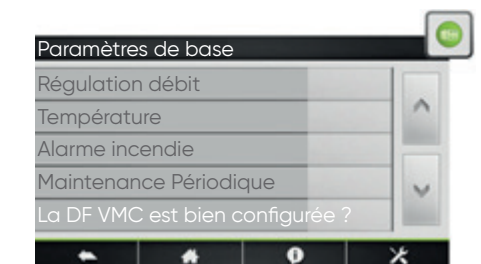 Paramètres de base
Régulation débit
Température
Alarme incendie
Maintenance Périodique
La DF VMC est bien configurée ?